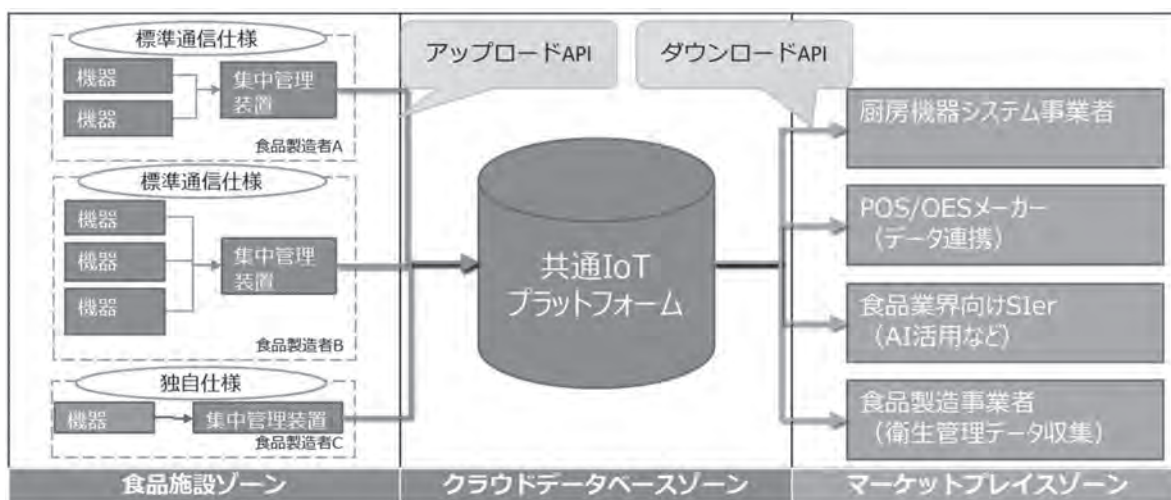 標準通信仕様
機器
機器
集中管理
装置
食品製造者A
標準通信仕様
機器
機器
機器
集中管理
装置
食品製造者B
独自仕様
機器
集中管理装置
食品製造者C
食品施設ゾーン
アップロードAPI
共通IoT
プラットフォーム
クラウドデータベースゾーン
ダウンロードAPI
厨房機器システム事業者
POS/OESメーカー
（データ連携）
食品業界向けSIer
（AI活用など）
食品製造事業者
（衛生管理データ収集）
マーケットプレイスゾーン